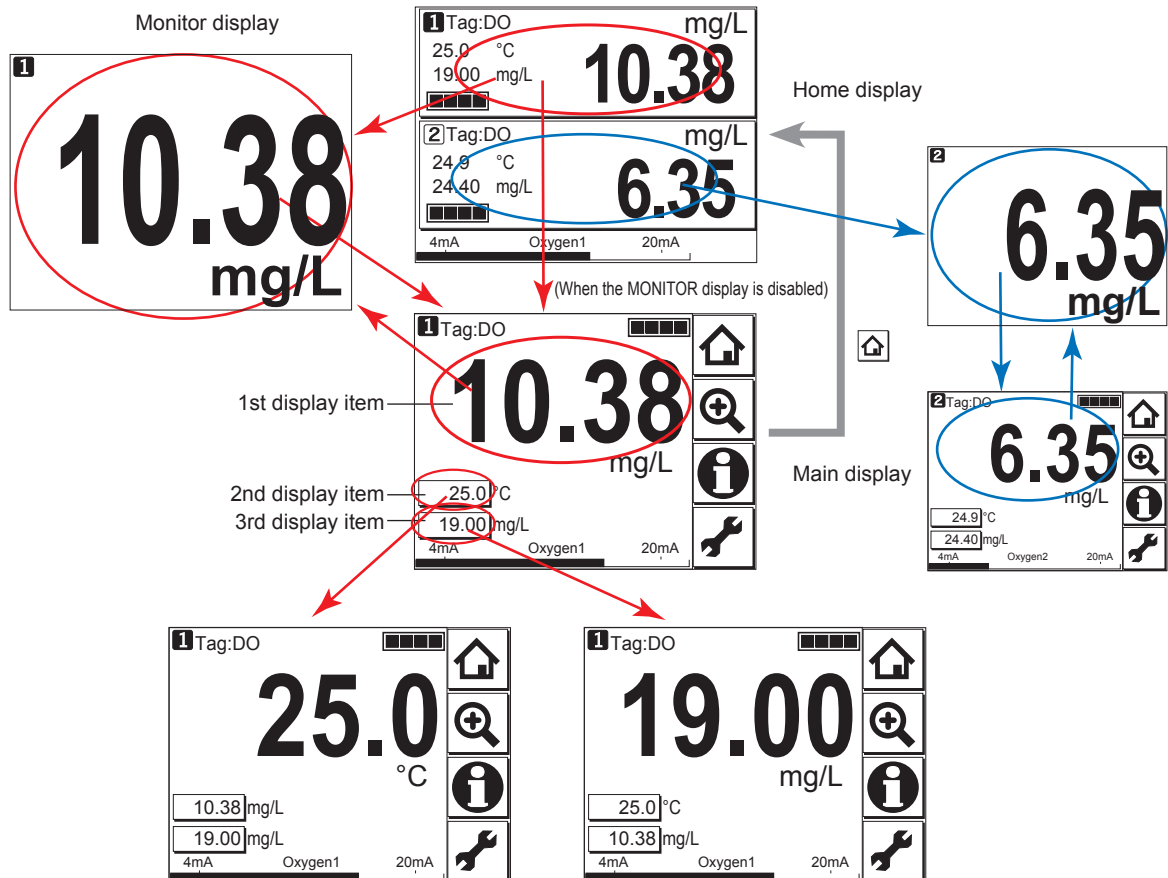 Monitor display
1
10.38
mg/L
1 Tag:DO
mg/L
25.0 °C
19.00 mg/L
10.38
2 Tag:DO
mg/L
24.9 °C
24.40 mg/L
6.35
4mA Oxygen1 20mA
Home display
2
6.35
mg/L
(When the MONITOR display is disabled)
1 Tag:DO
10.38
mg/L
1st display item
2nd display item
25.0 °C
3rd display item
19.00 mg/L
4mA Oxygen1 20mA
Main display
2 Tag:DO
6.35
mg/L
24.9 °C
24.40 mg/L
4mA Oxygen2 20mA
1 Tag:DO
25.0
°C
10.38 mg/L
19.00 mg/L
4mA Oxygen1 20mA
1 Tag:DO
19.00
mg/L
25.0 °C
10.38 mg/L
4mA Oxygen1 20mA